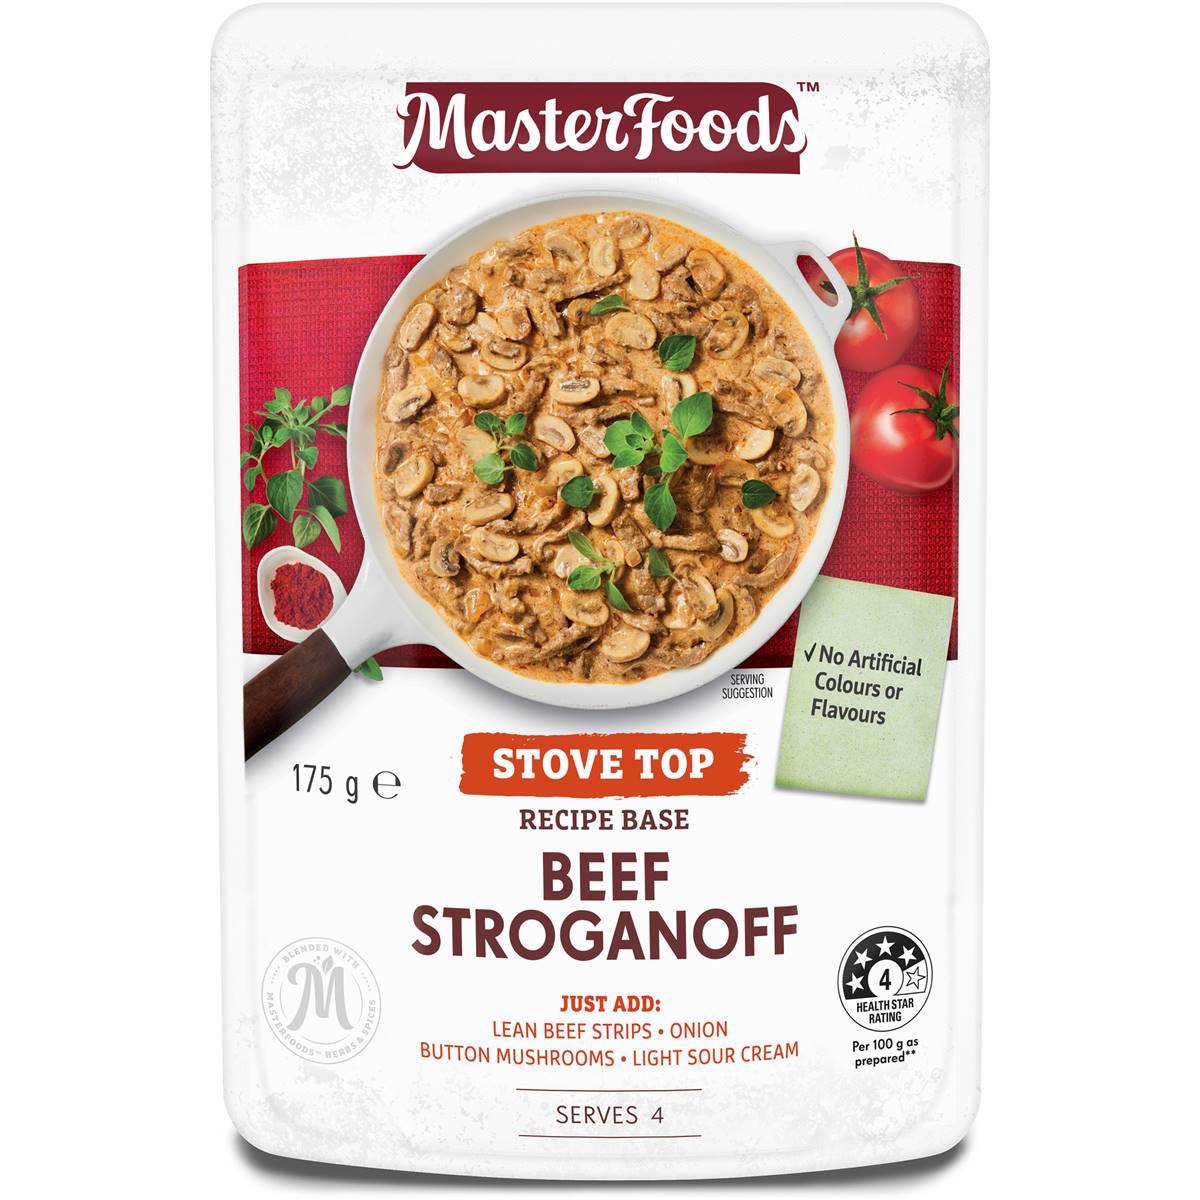 MasterFoods™
SERVING
SUGGESTION
✓ No Artificial
Colours or
Flavours
175 g ℮
STOVE TOP
RECIPE BASE
BEEF
STROGANOFF
BLENDED WITH
M
MASTERFOODS™ HERBS & SPICES
4
HEALTH STAR
RATING
Per 100 g as
prepared**
JUST ADD:
LEAN BEEF STRIPS • ONION
BUTTON MUSHROOMS • LIGHT SOUR CREAM
SERVES 4